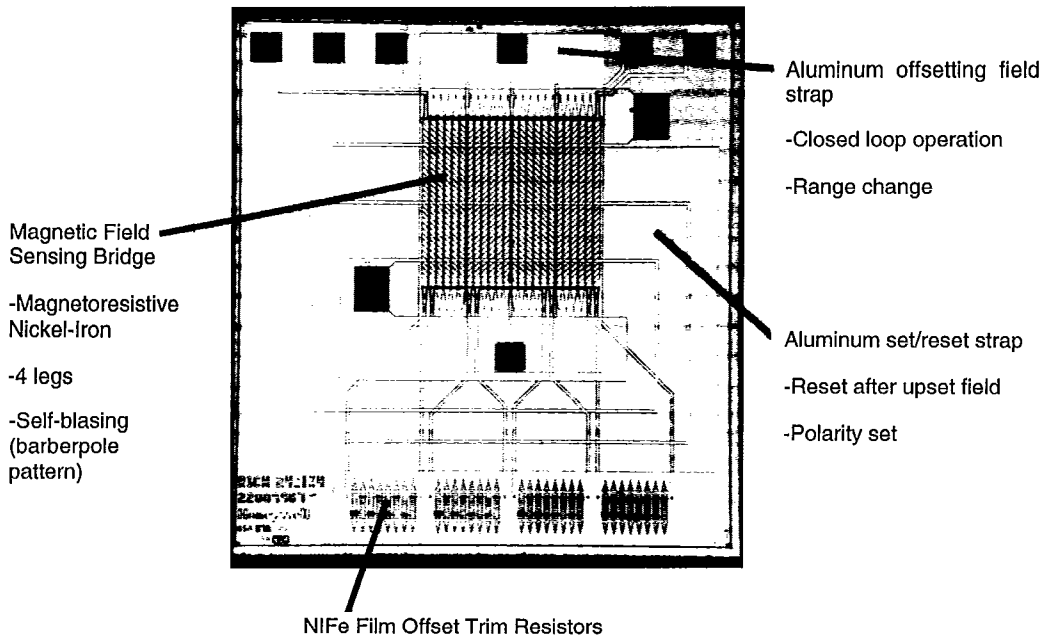 Aluminum offsetting field
strap
-Closed loop operation
-Range change
Magnetic Field
Sensing Bridge
-Magnetoresistive
Nickel-Iron
-4 legs
-Self-blasing
(barberpole
pattern)
Aluminum set/reset strap
-Reset after upset field
-Polarity set
NIFe Film Offset Trim Resistors